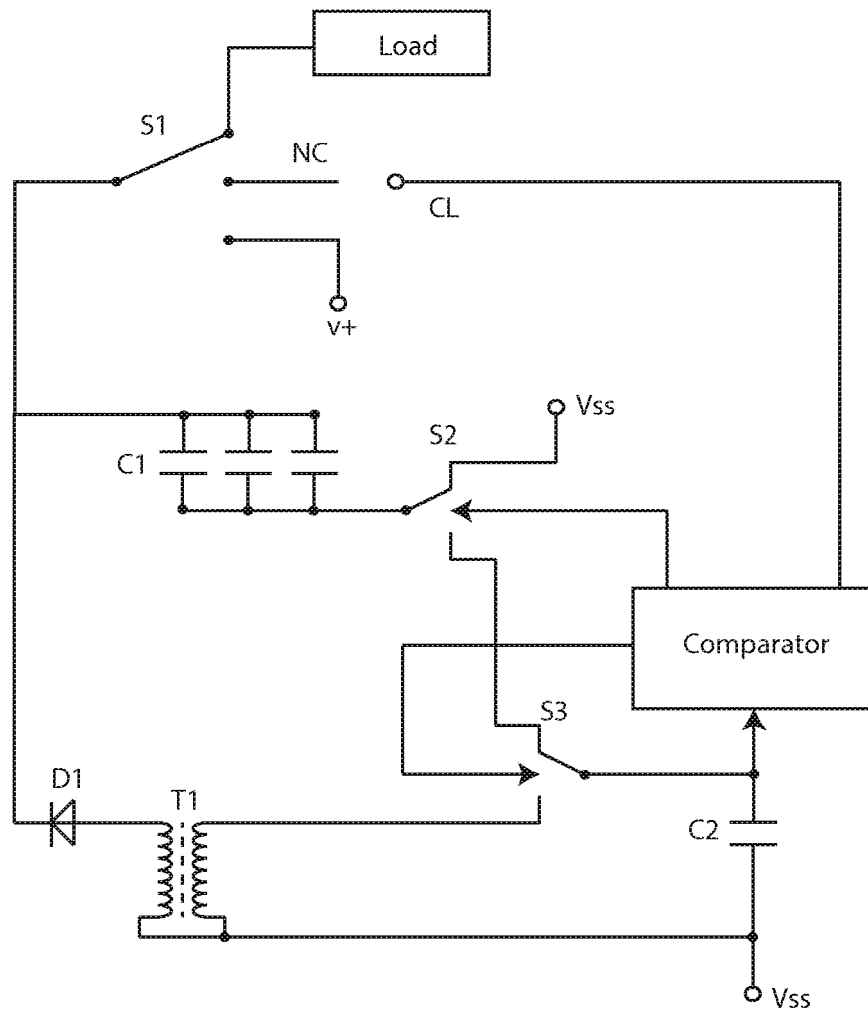 Load
S1
NC
CL
v+
Vss
S2
C1
Comparator
S3
D1
T1
C2
Vss